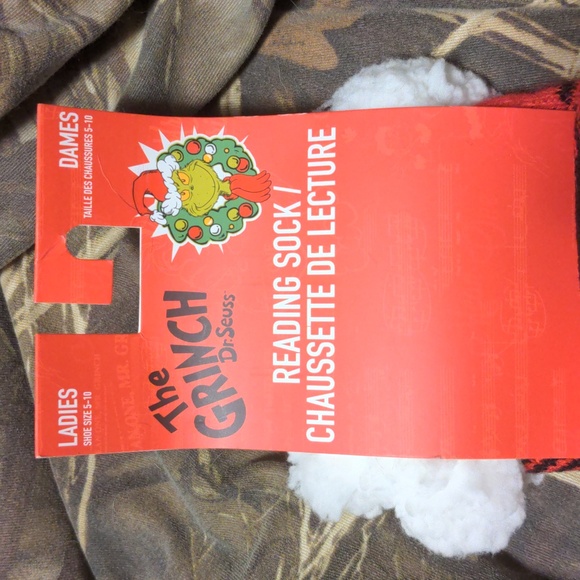 LADIES
SHOE SIZE 5-10
DAMES
TAILLE DES CHAUSSURES 5-10
The
GRINCH
Dr. Seuss
READING SOCK /
CHAUSSETTE DE LECTURE